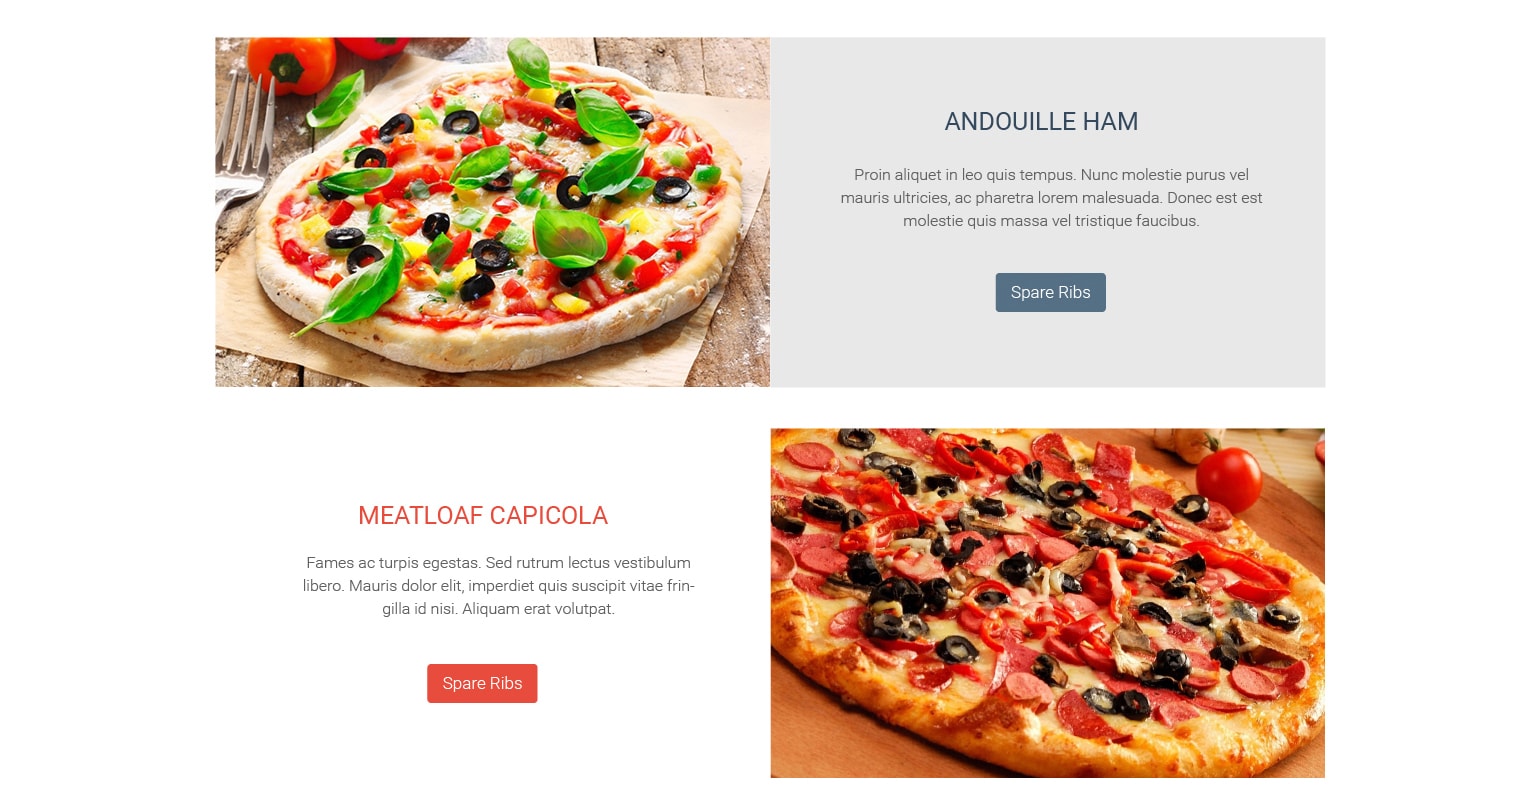 ANDOUILLE HAM
Proin aliquet in leo quis tempus. Nunc molestie purus vel
mauris ultricies, ac pharetra lorem malesuada. Donec est est
molestie quis massa vel tristique faucibus.
Spare Ribs
MEATLOAF CAPICOLA
Fames ac turpis egestas. Sed rutrum lectus vestibulum
libero. Mauris dolor elit, imperdiet quis suscipit vitae frin-
gilla id nisi. Aliquam erat volutpat.
Spare Ribs